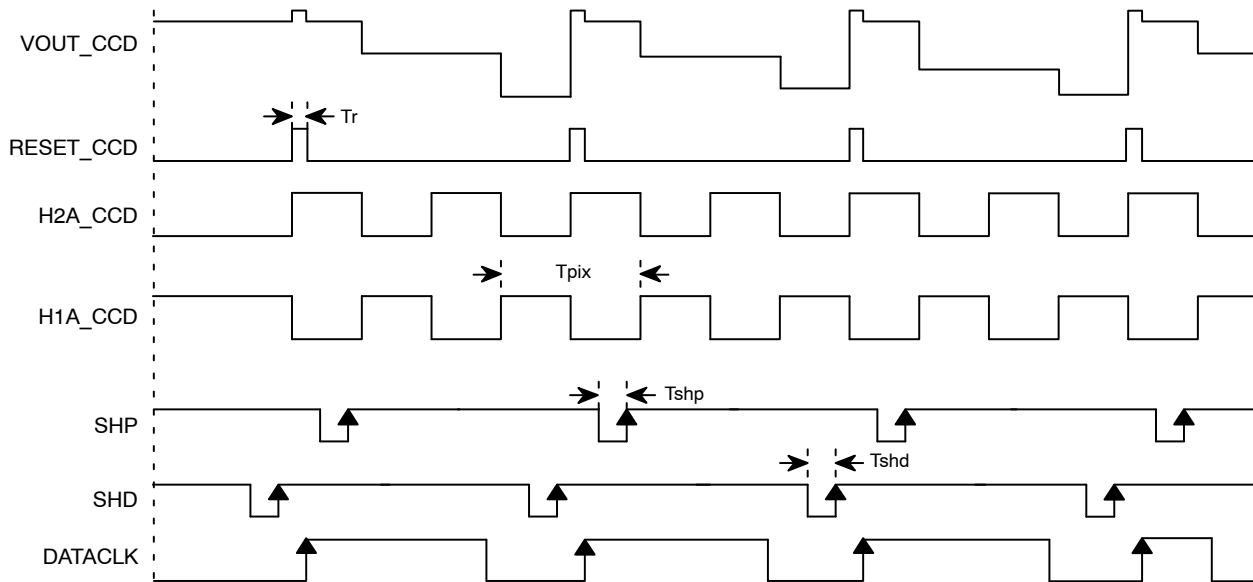 VOUT_CCD
Tr
RESET_CCD
H2A_CCD
Tpix
H1A_CCD
Tshp
SHP
Tshd
SHD
DATACLK